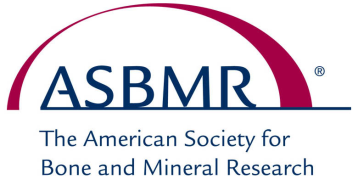 ASBMR®
The American Society for
Bone and Mineral Research